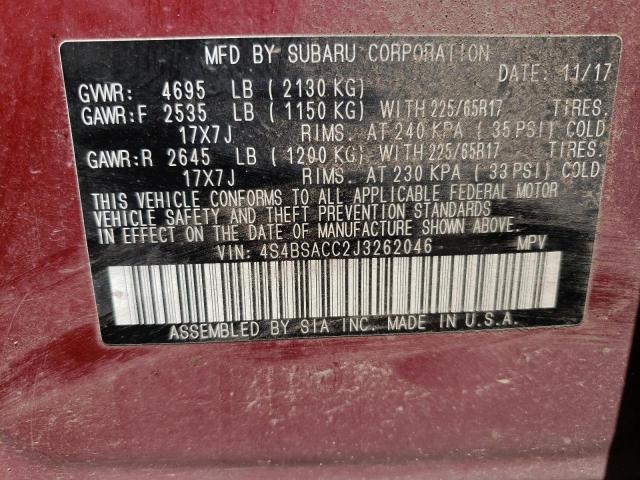 MFD BY SUBARU CORPORATION
DATE: 11/17
GVWR: 4695 LB ( 2130 KG)
GAWR:F 2535 LB ( 1150 KG) WITH 225/65R17 TIRES.
17X7J RIMS. AT 240 KPA ( 35 PSI) COLD
GAWR:R 2645 LB ( 1200 KG) WITH 225/65R17 TIRES.
17X7J RIMS. AT 230 KPA ( 33 PSI) COLD
THIS VEHICLE CONFORMS TO ALL APPLICABLE FEDERAL MOTOR
VEHICLE SAFETY AND THEFT PREVENTION STANDARDS
IN EFFECT ON THE DATE OF MANUFACTURE SHOWN ABOVE.
VIN: 4S4BSACC2J3262046 MPV
ASSEMBLED BY SIA INC. MADE IN U.S.A.